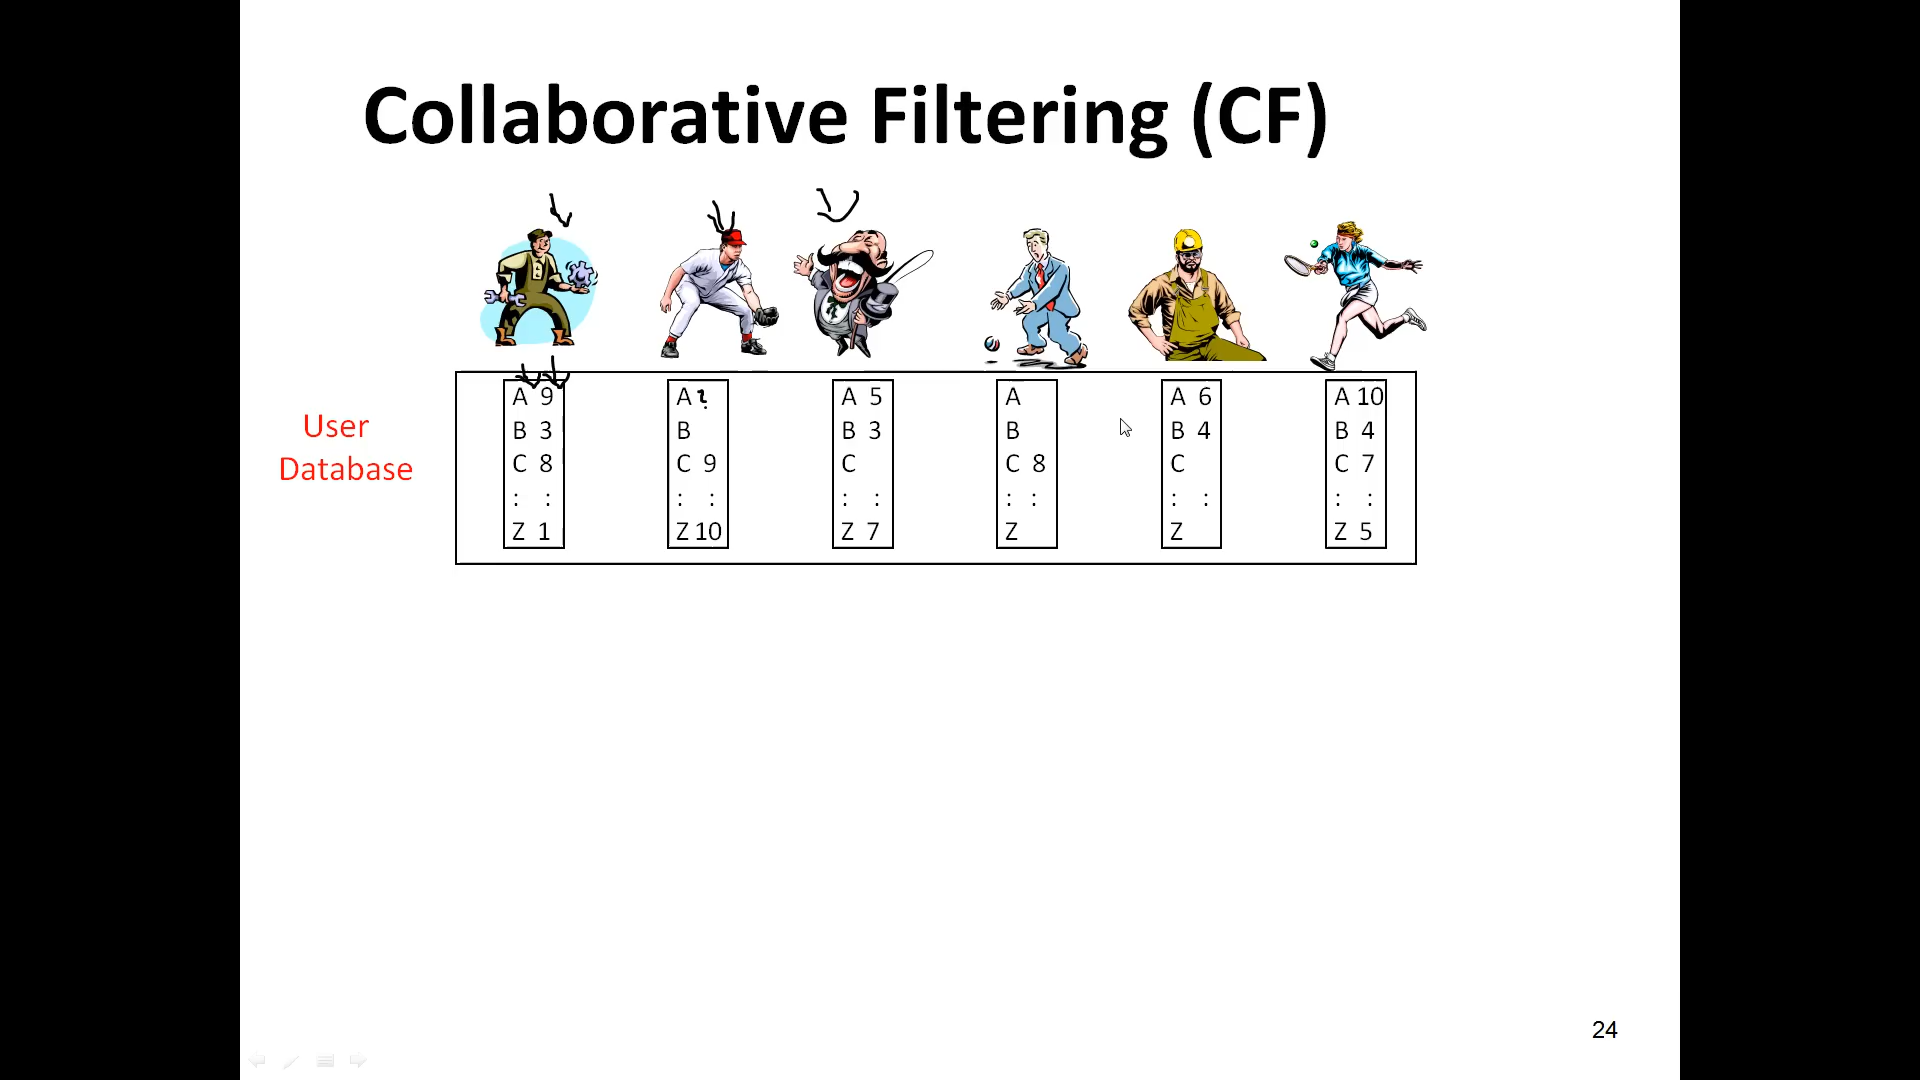 Collaborative Filtering (CF)
User
Database
A 9
B 3
C 8
: :
Z 1
A ?
B
C 9
: :
Z 10
A 5
B 3
C
: :
Z 7
A
B
C 8
: :
Z
A 6
B 4
C
: :
Z
A 10
B 4
C 7
: :
Z 5
24